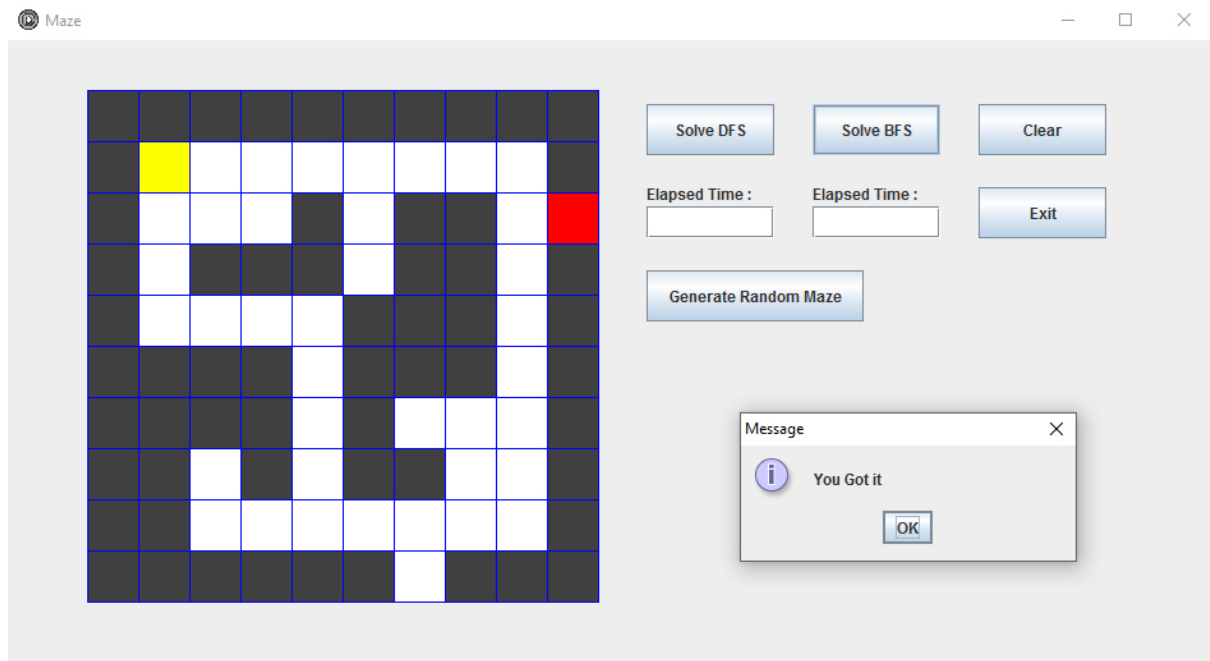 Maze
Solve DFS
Solve BFS
Clear
Elapsed Time :
Elapsed Time :
Exit
Generate Random Maze
Message
You Got it
OK